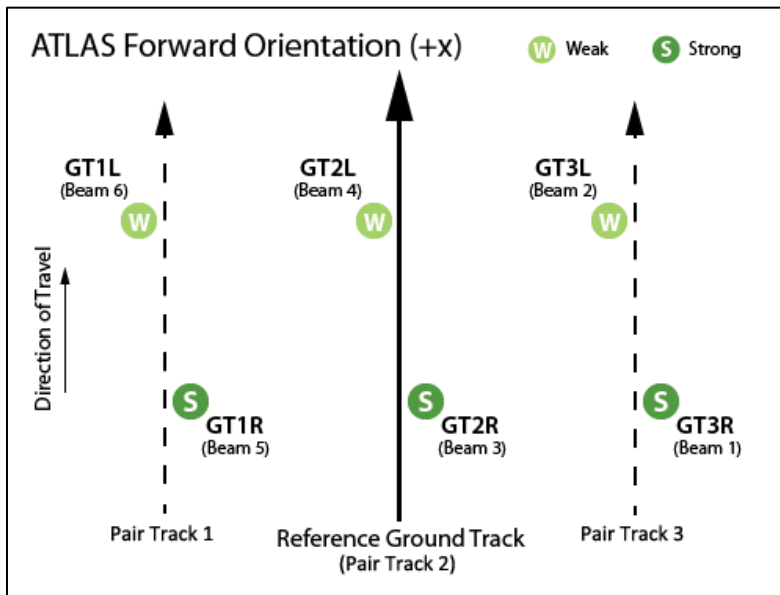 ATLAS Forward Orientation (+x)
W Weak
S Strong
GT1L
(Beam 6)
W
GT2L
(Beam 4)
W
GT3L
(Beam 2)
W
Direction of Travel
S
GT1R
(Beam 5)
S
GT2R
(Beam 3)
S
GT3R
(Beam 1)
Pair Track 1
Reference Ground Track
(Pair Track 2)
Pair Track 3